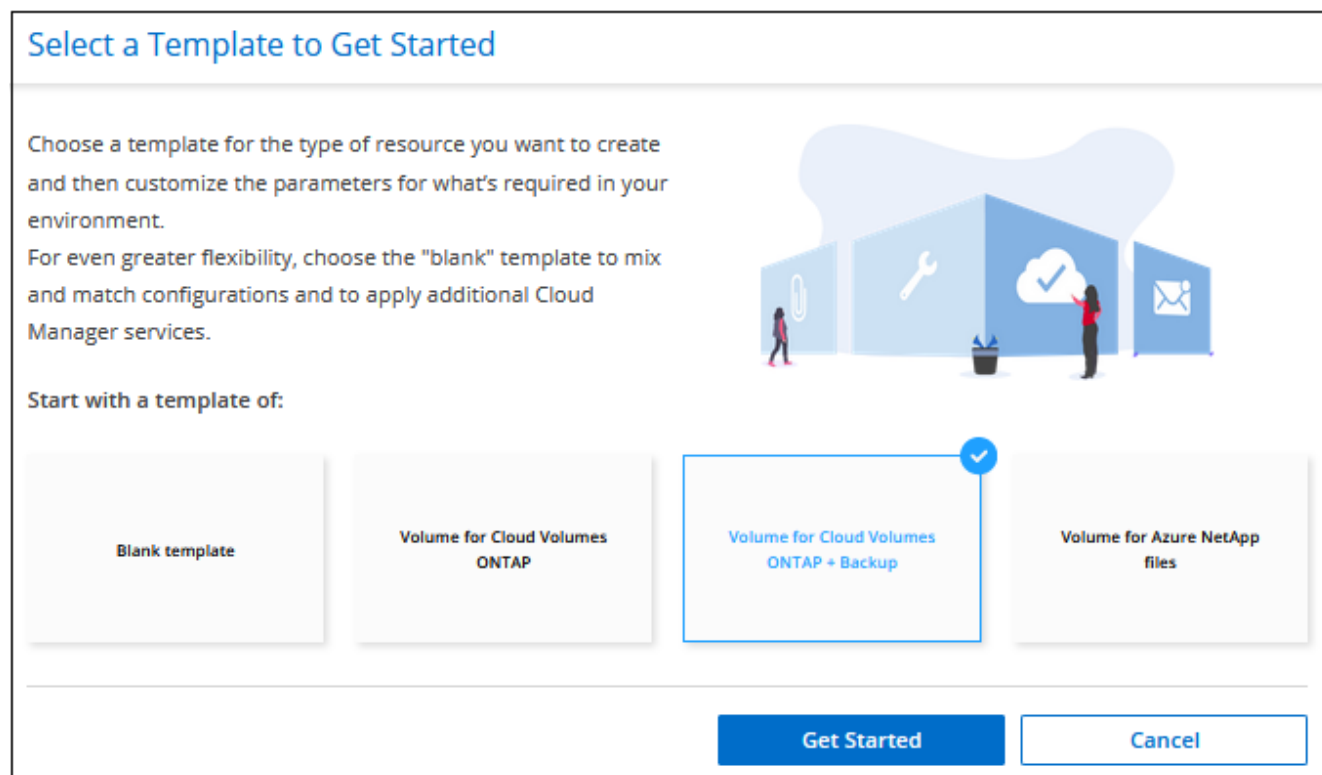 Select a Template to Get Started
Choose a template for the type of resource you want to create
and then customize the parameters for what's required in your
environment.
For even greater flexibility, choose the "blank" template to mix
and match configurations and to apply additional Cloud
Manager services.
Start with a template of:
Blank template
Volume for Cloud Volumes
ONTAP
Volume for Cloud Volumes
ONTAP + Backup
Volume for Azure NetApp
files
Get Started
Cancel